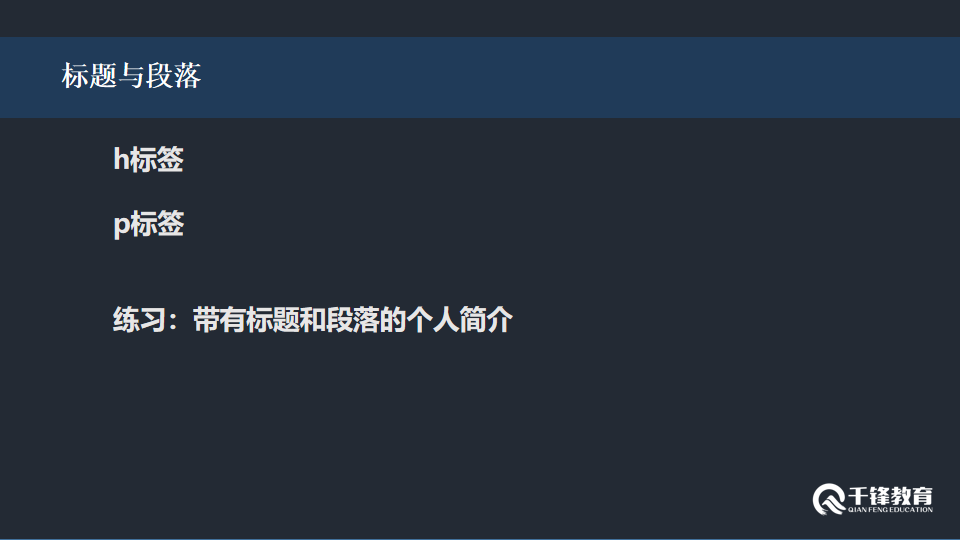 标题与段落
h标签
p标签
练习：带有标题和段落的个人简介
千锋教育
QIAN FENG EDUCATION